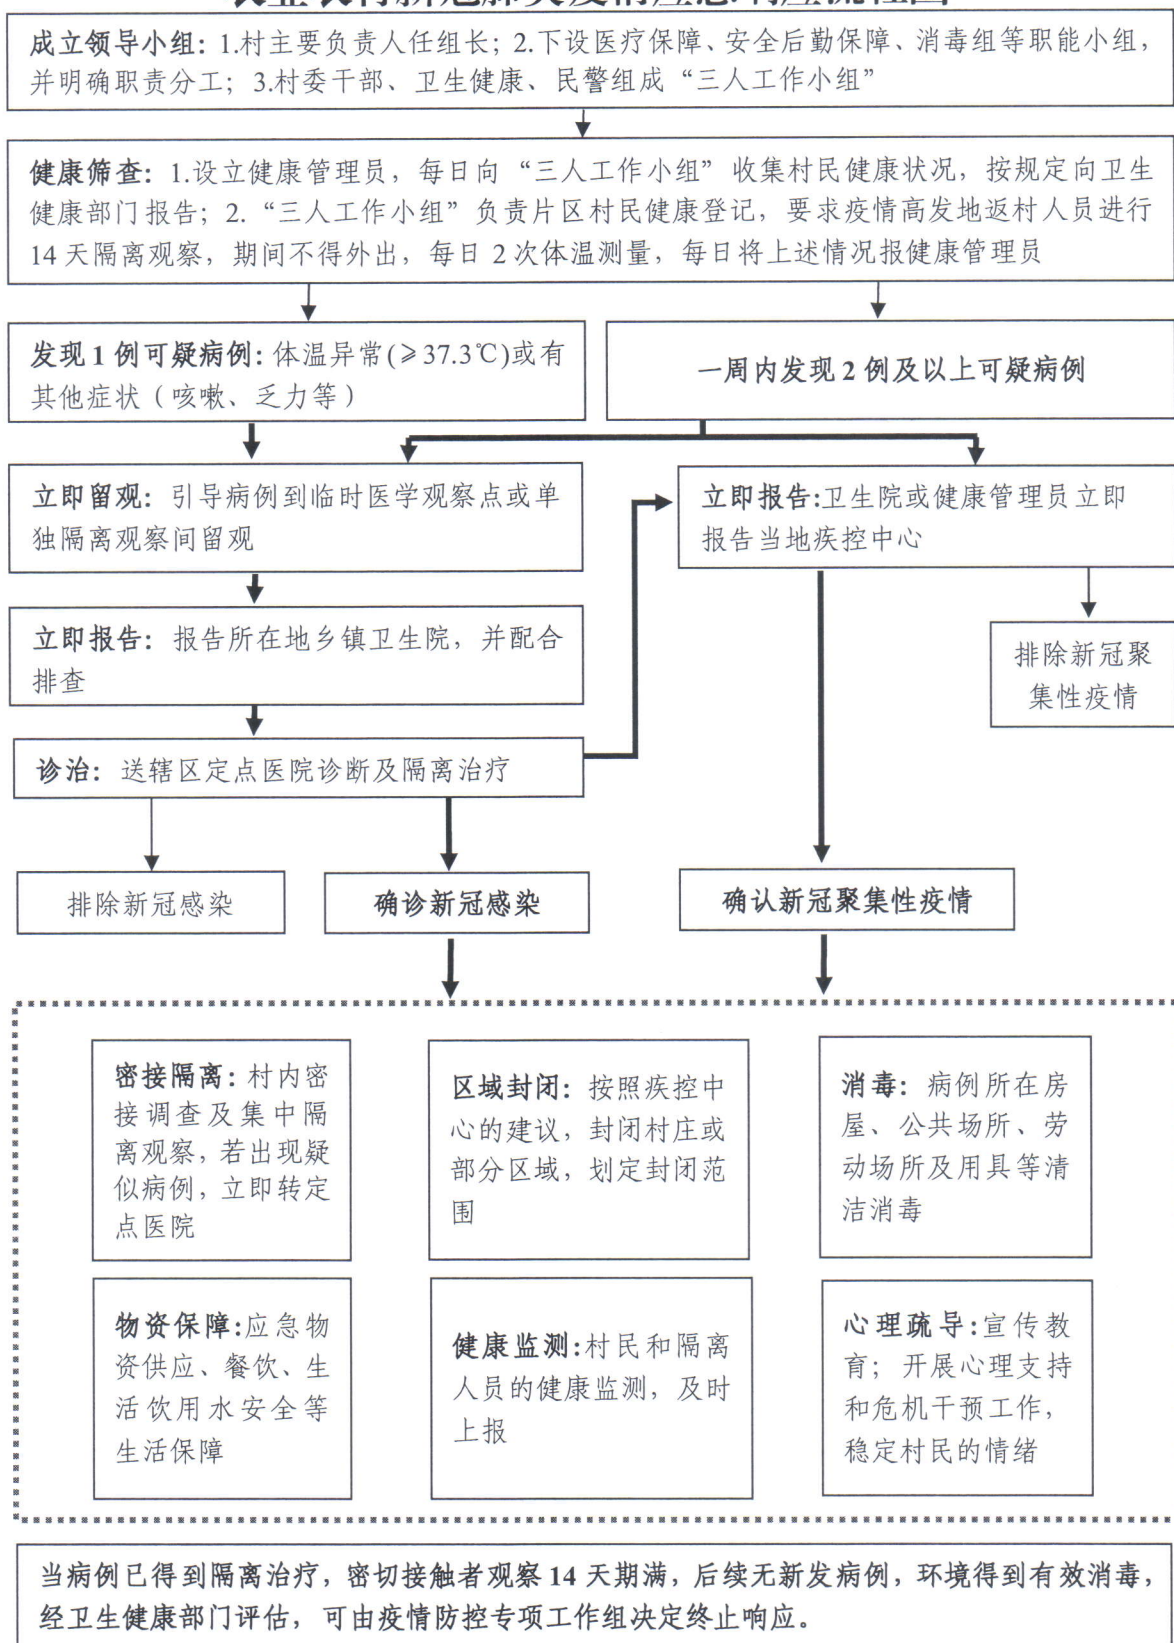 成立领导小组：1.村主要负责人任组长；2.下设医疗保障、安全后勤保障、消毒组等职能小组，
并明确职责分工；3.村委干部、卫生健康、民警组成“三人工作小组”
健康筛查：1.设立健康管理员，每日向“三人工作小组”收集村民健康状况，按规定向卫生
健康部门报告；2.“三人工作小组”负责片区村民健康登记，要求疫情高发地返村人员进行
14天隔离观察，期间不得外出，每日2次体温测量，每日将上述情况报健康管理员
发现1例可疑病例：体温异常(≥37.3℃)或有
其他症状（咳嗽、乏力等）
一周内发现2例及以上可疑病例
立即留观：引导病例到临时医学观察点或单
独隔离观察间留观
立即报告:卫生院或健康管理员立即
报告当地疾控中心
立即报告：报告所在地乡镇卫生院，并配合
排查
排除新冠聚
集性疫情
诊治：送辖区定点医院诊断及隔离治疗
排除新冠感染
确诊新冠感染
确认新冠聚集性疫情
密接隔离：村内密
接调查及集中隔
离观察，若出现疑
似病例，立即转定
点医院
区域封闭：按照疾控中
心的建议，封闭村庄或
部分区域，划定封闭范
围
消毒：病例所在房
屋、公共场所、劳
动场所及用具等清
洁消毒
物资保障:应急物
资供应、餐饮、生
活饮用水安全等
生活保障
健康监测:村民和隔离
人员的健康监测，及时
上报
心理疏导:宣传教
育；开展心理支持
和危机干预工作，
稳定村民的情绪
当病例已得到隔离治疗，密切接触者观察14天期满，后续无新发病例，环境得到有效消毒，
经卫生健康部门评估，可由疫情防控专项工作组决定终止响应。